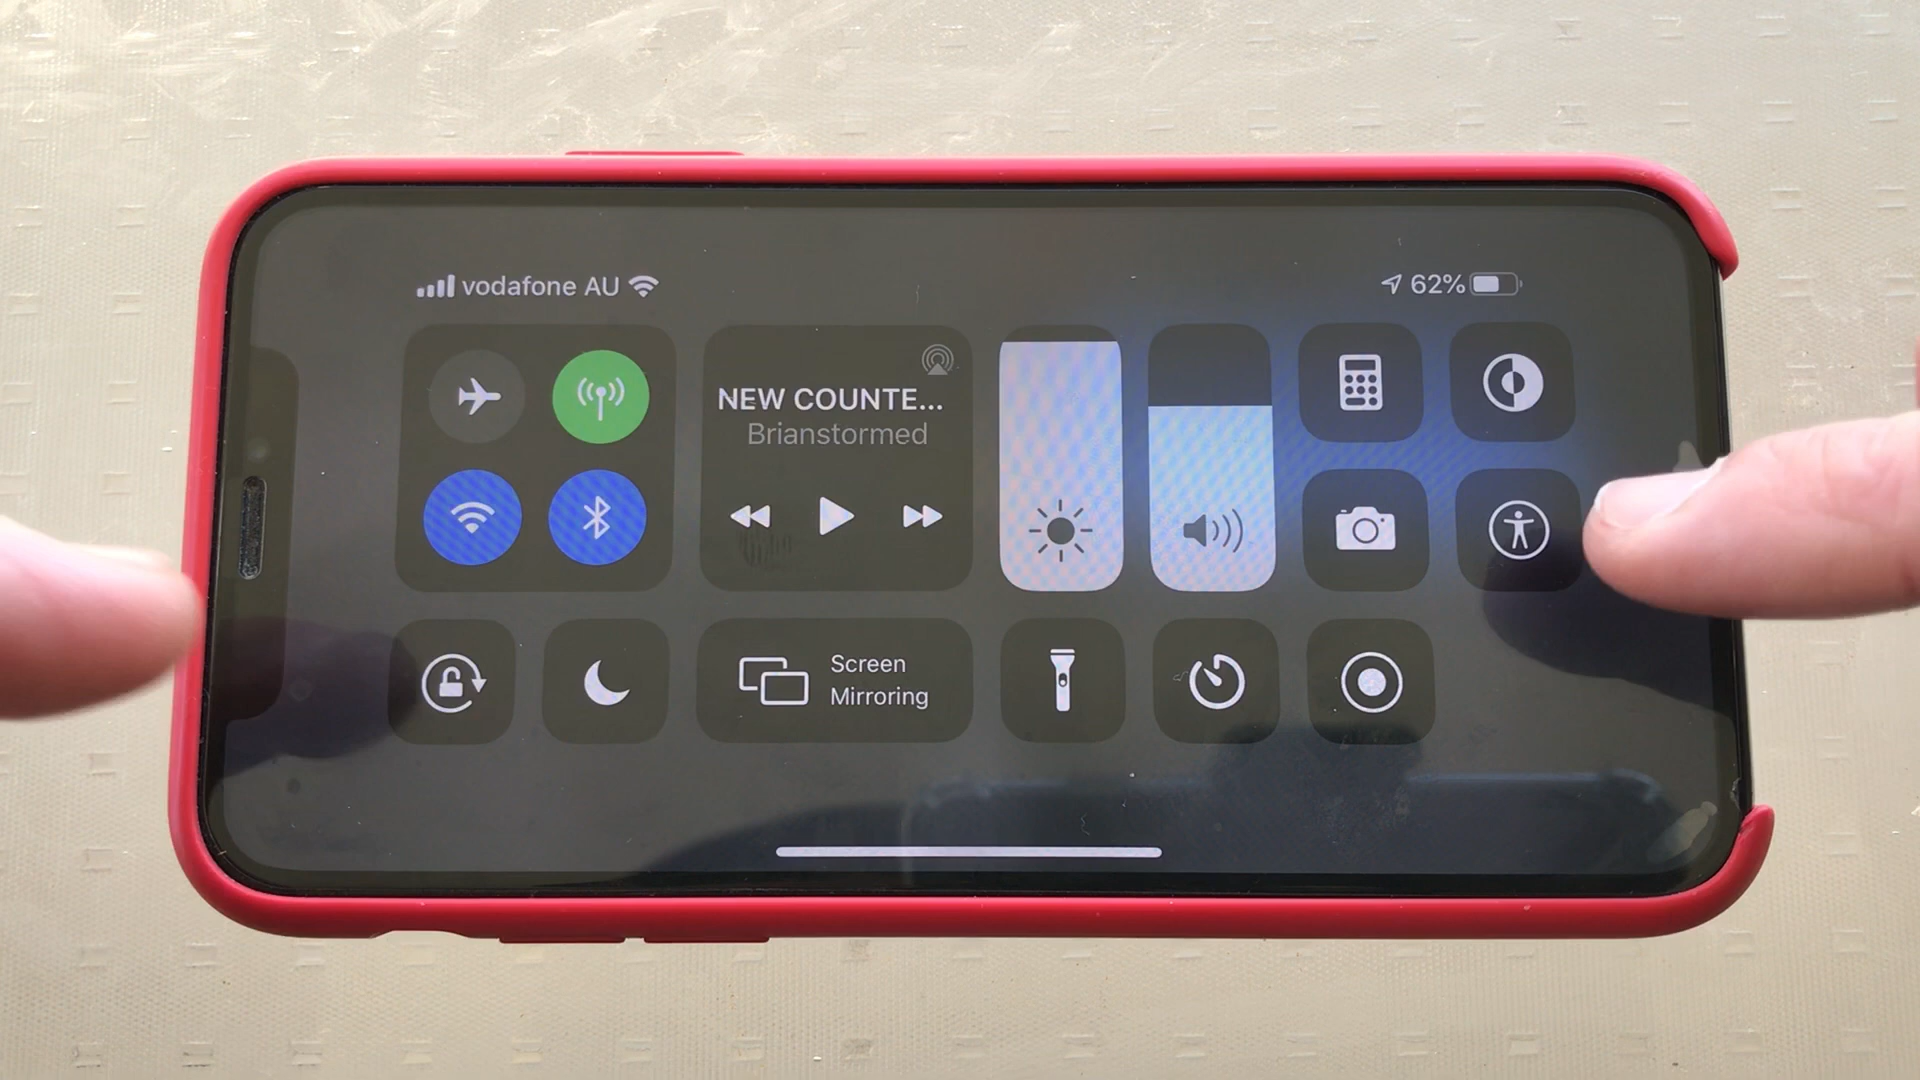 vodafone AU
62%
NEW COUNTE...
Brianstormed
Screen
Mirroring